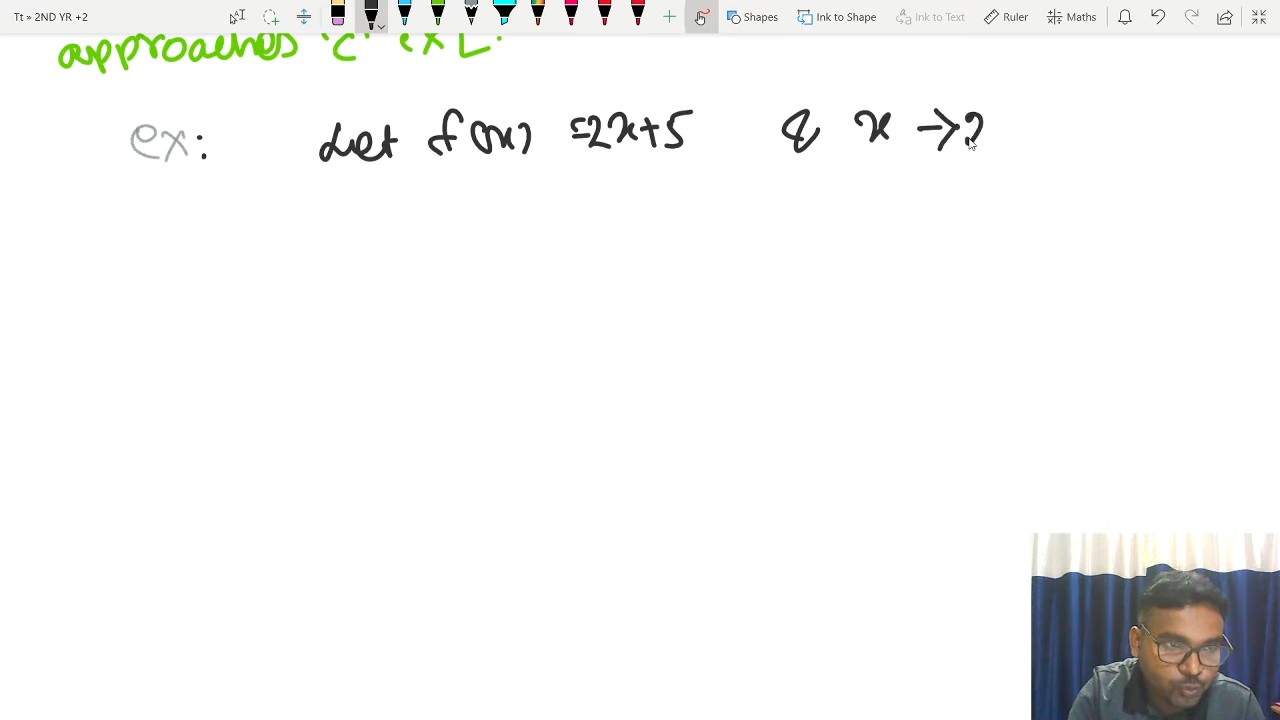 Tt > 2ND YR +2
Shapes Ink to Shape Ink to Text Ruler Maths
approaches 'c' ex L.
ex: Let f(x) =2x+5 & x →2